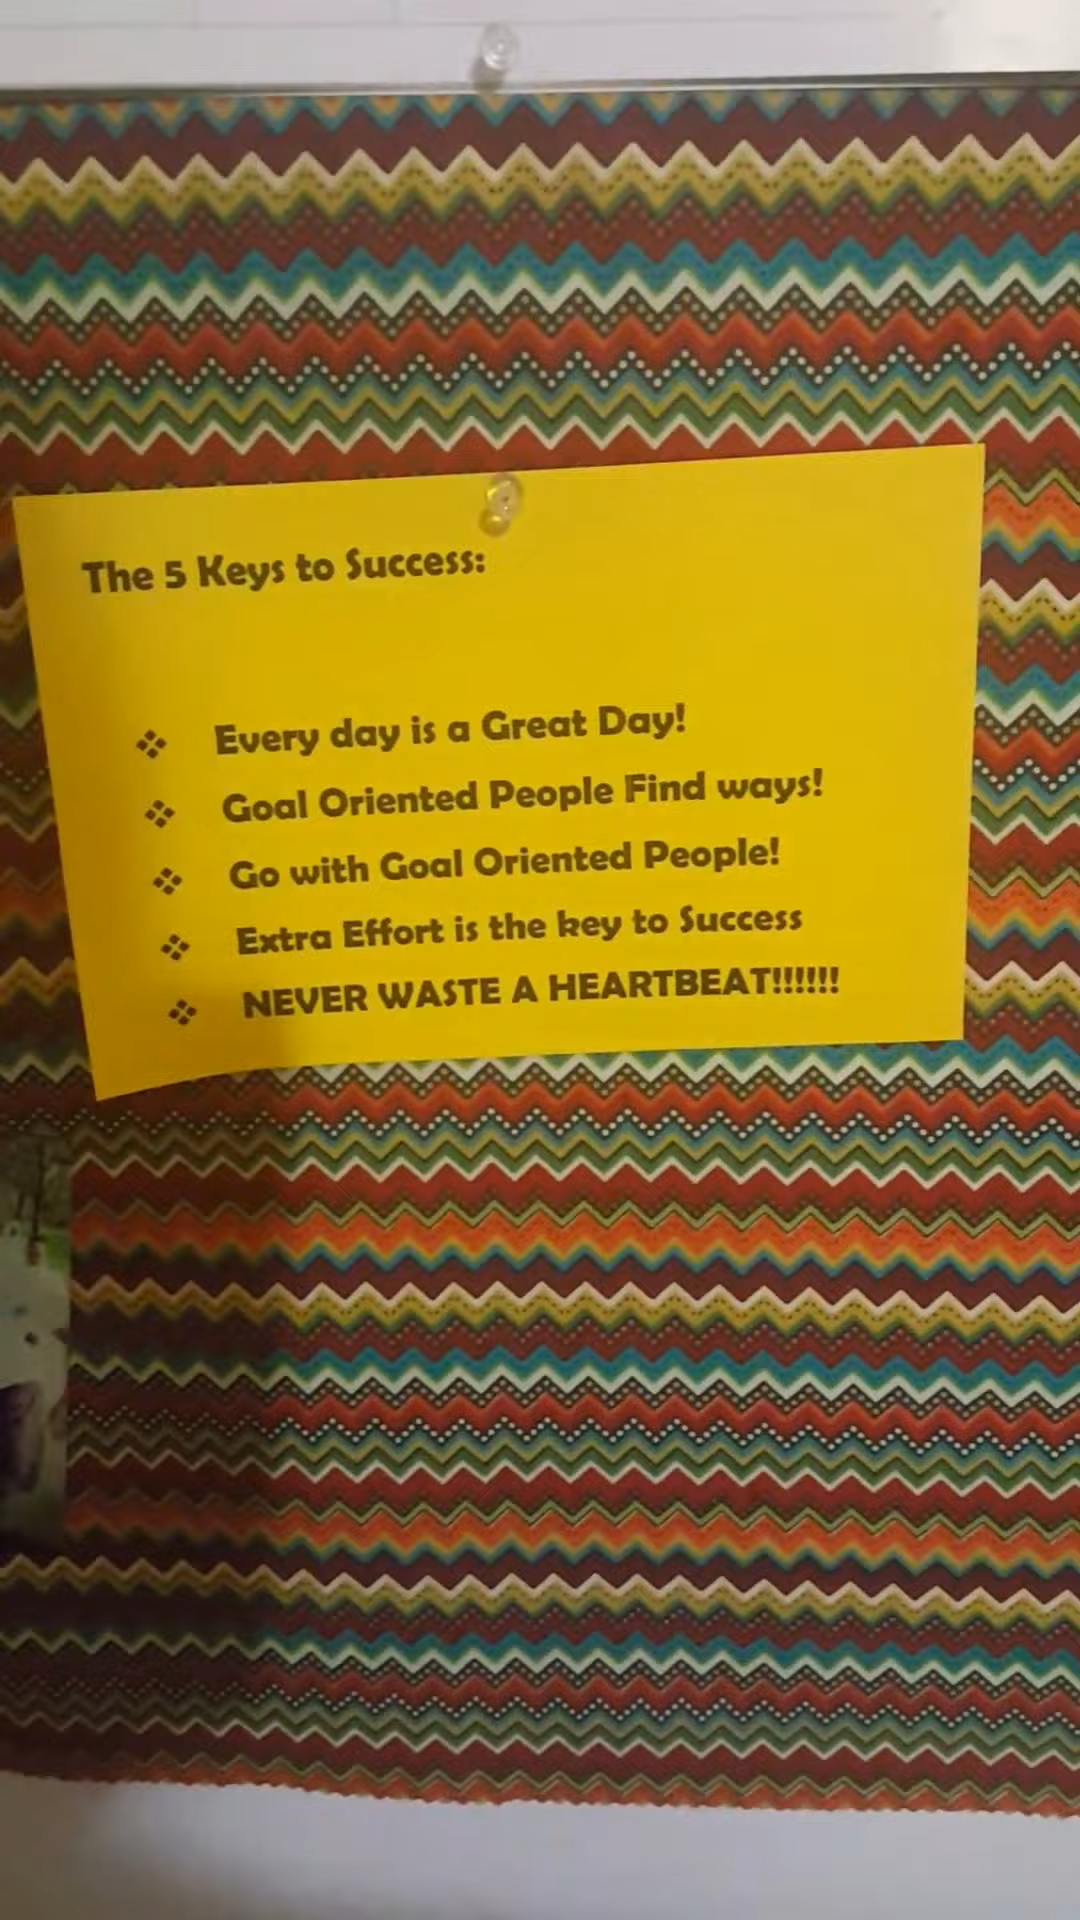 The 5 Keys to Success:
❖ Every day is a Great Day!
❖ Goal Oriented People Find ways!
❖ Go with Goal Oriented People!
❖ Extra Effort is the key to Success
❖ NEVER WASTE A HEARTBEAT!!!!!!